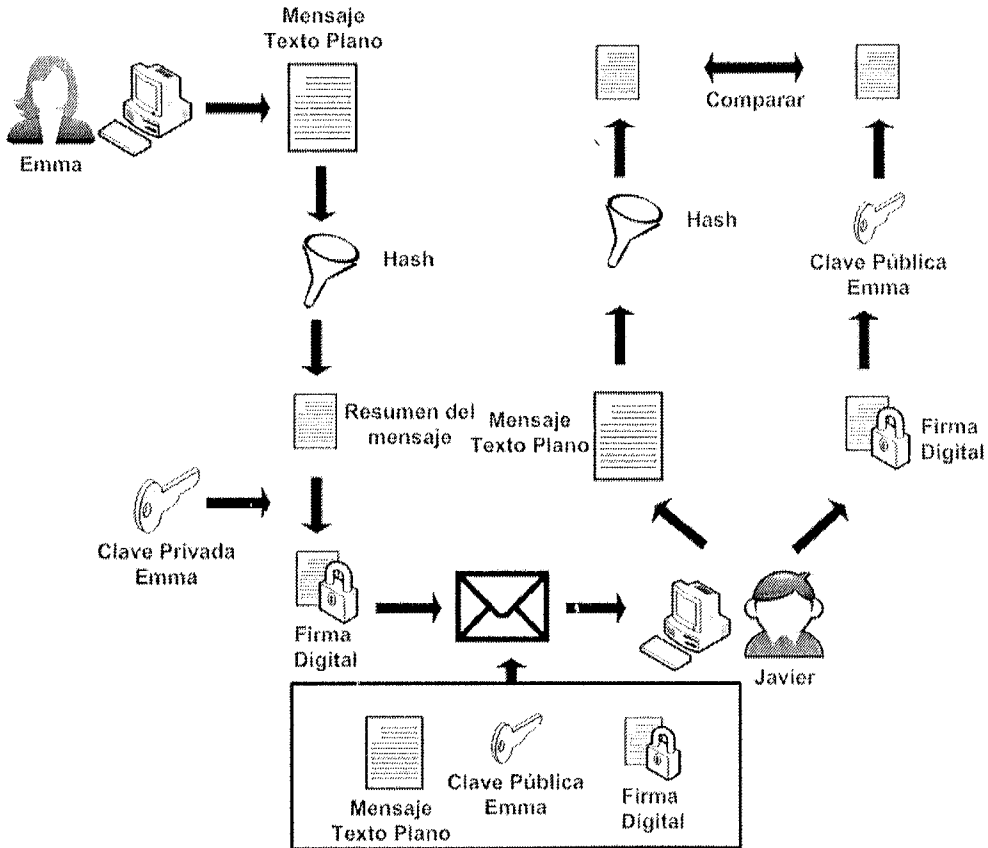 Mensaje
Texto Plano
Emma
Comparar
Hash
Hash
Clave Pública
Emma
Resumen del
mensaje
Mensaje
Texto Plano
Firma
Digital
Clave Privada
Emma
Firma
Digital
Javier
Mensaje
Texto Plano
Clave Pública
Emma
Firma
Digital